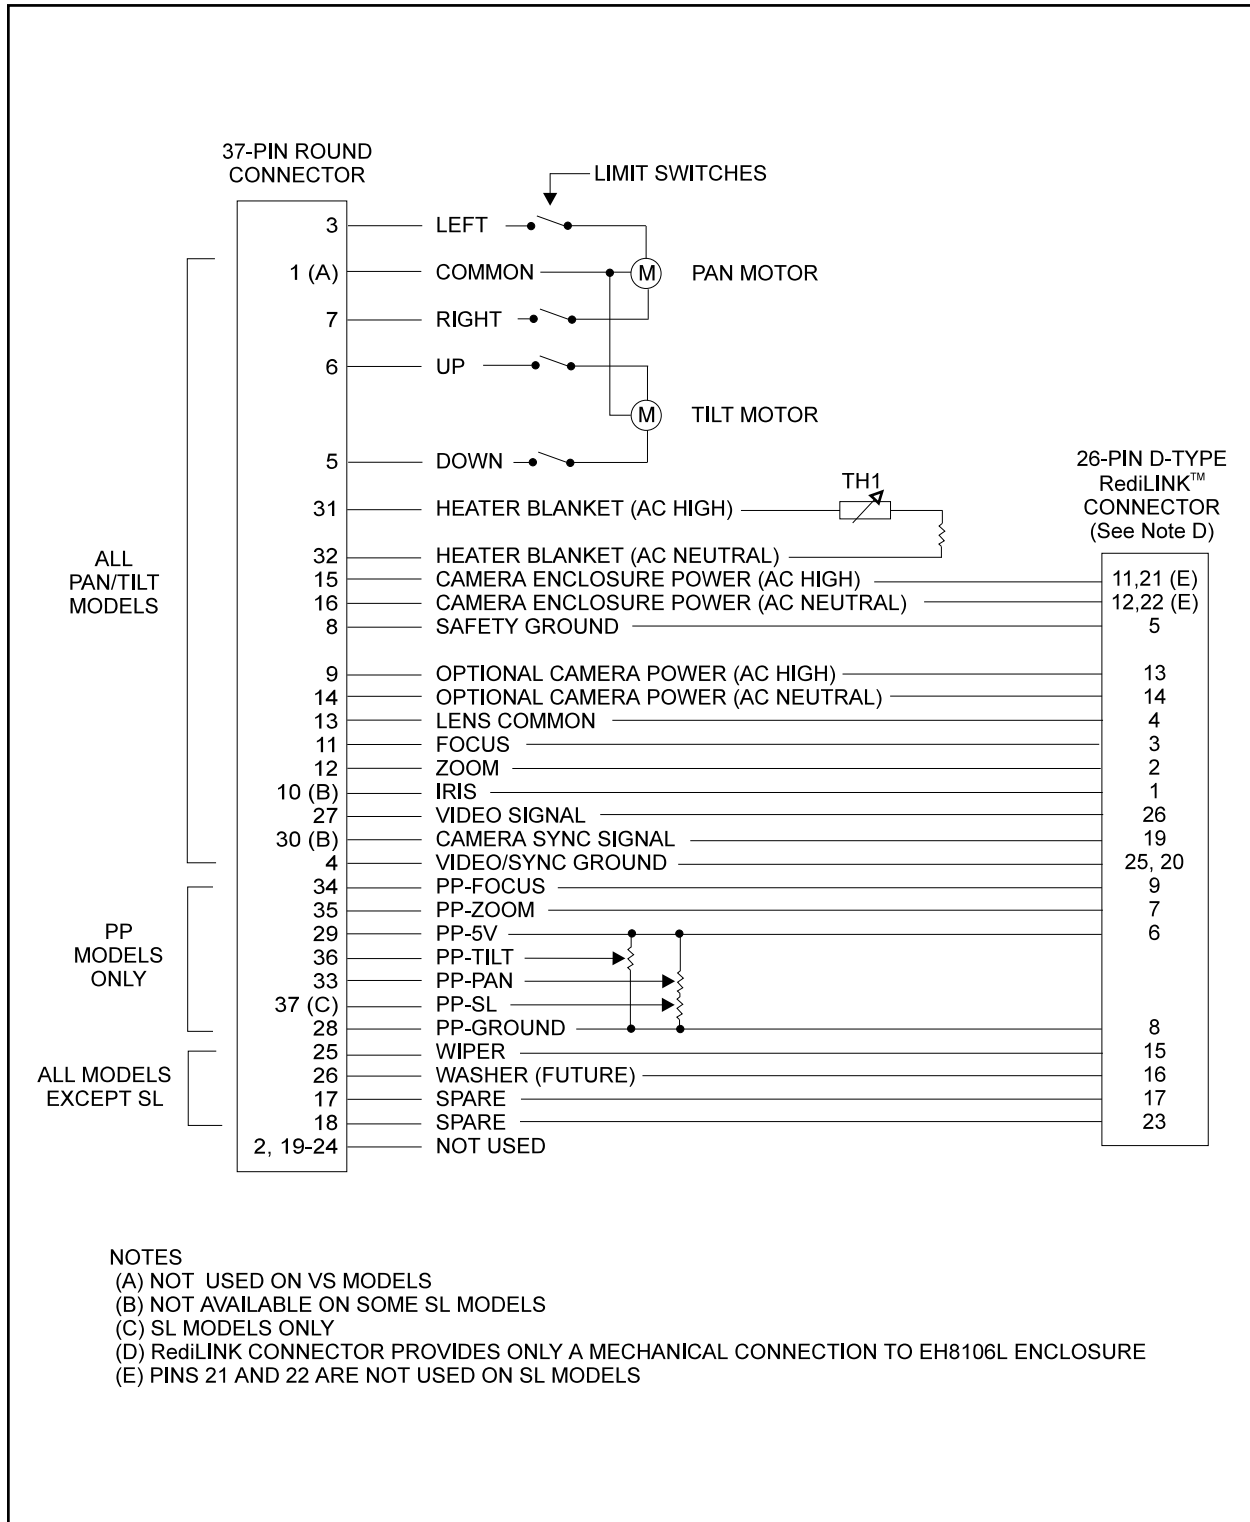 37-PIN ROUND
CONNECTOR
LIMIT SWITCHES
3 LEFT
1 (A) COMMON M PAN MOTOR
7 RIGHT
6 UP
M TILT MOTOR
5 DOWN
26-PIN D-TYPE
RediLINK™
CONNECTOR
(See Note D)
TH1
31 HEATER BLANKET (AC HIGH)
32 HEATER BLANKET (AC NEUTRAL)
ALL
PAN/TILT
MODELS
15 CAMERA ENCLOSURE POWER (AC HIGH) 11,21 (E)
16 CAMERA ENCLOSURE POWER (AC NEUTRAL) 12,22 (E)
8 SAFETY GROUND 5
9 OPTIONAL CAMERA POWER (AC HIGH) 13
14 OPTIONAL CAMERA POWER (AC NEUTRAL) 14
13 LENS COMMON 4
11 FOCUS 3
12 ZOOM 2
10 (B) IRIS 1
27 VIDEO SIGNAL 26
30 (B) CAMERA SYNC SIGNAL 19
4 VIDEO/SYNC GROUND 25, 20
PP
MODELS
ONLY
34 PP-FOCUS 9
35 PP-ZOOM 7
29 PP-5V 6
36 PP-TILT
33 PP-PAN
37 (C) PP-SL
28 PP-GROUND 8
ALL MODELS
EXCEPT SL
25 WIPER 15
26 WASHER (FUTURE) 16
17 SPARE 17
18 SPARE 23
2, 19-24 NOT USED
NOTES
(A) NOT USED ON VS MODELS
(B) NOT AVAILABLE ON SOME SL MODELS
(C) SL MODELS ONLY
(D) RediLINK CONNECTOR PROVIDES ONLY A MECHANICAL CONNECTION TO EH8106L ENCLOSURE
(E) PINS 21 AND 22 ARE NOT USED ON SL MODELS